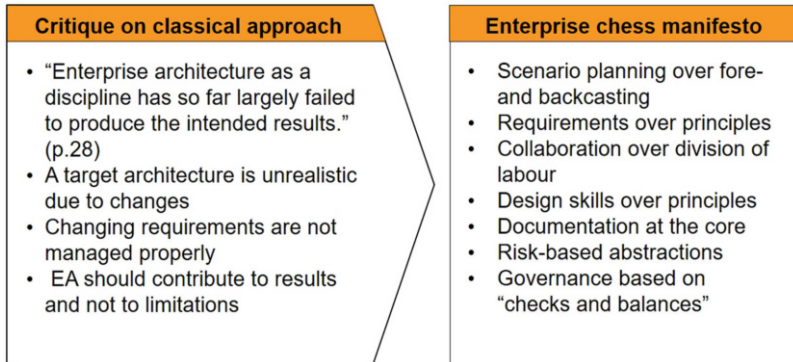 Critique on classical approach
• "Enterprise architecture as a
discipline has so far largely failed
to produce the intended results."
(p.28)
• A target architecture is unrealistic
due to changes
• Changing requirements are not
managed properly
• EA should contribute to results
and not to limitations
Enterprise chess manifesto
• Scenario planning over fore-
and backcasting
• Requirements over principles
• Collaboration over division of
labour
• Design skills over principles
• Documentation at the core
• Risk-based abstractions
• Governance based on
"checks and balances"